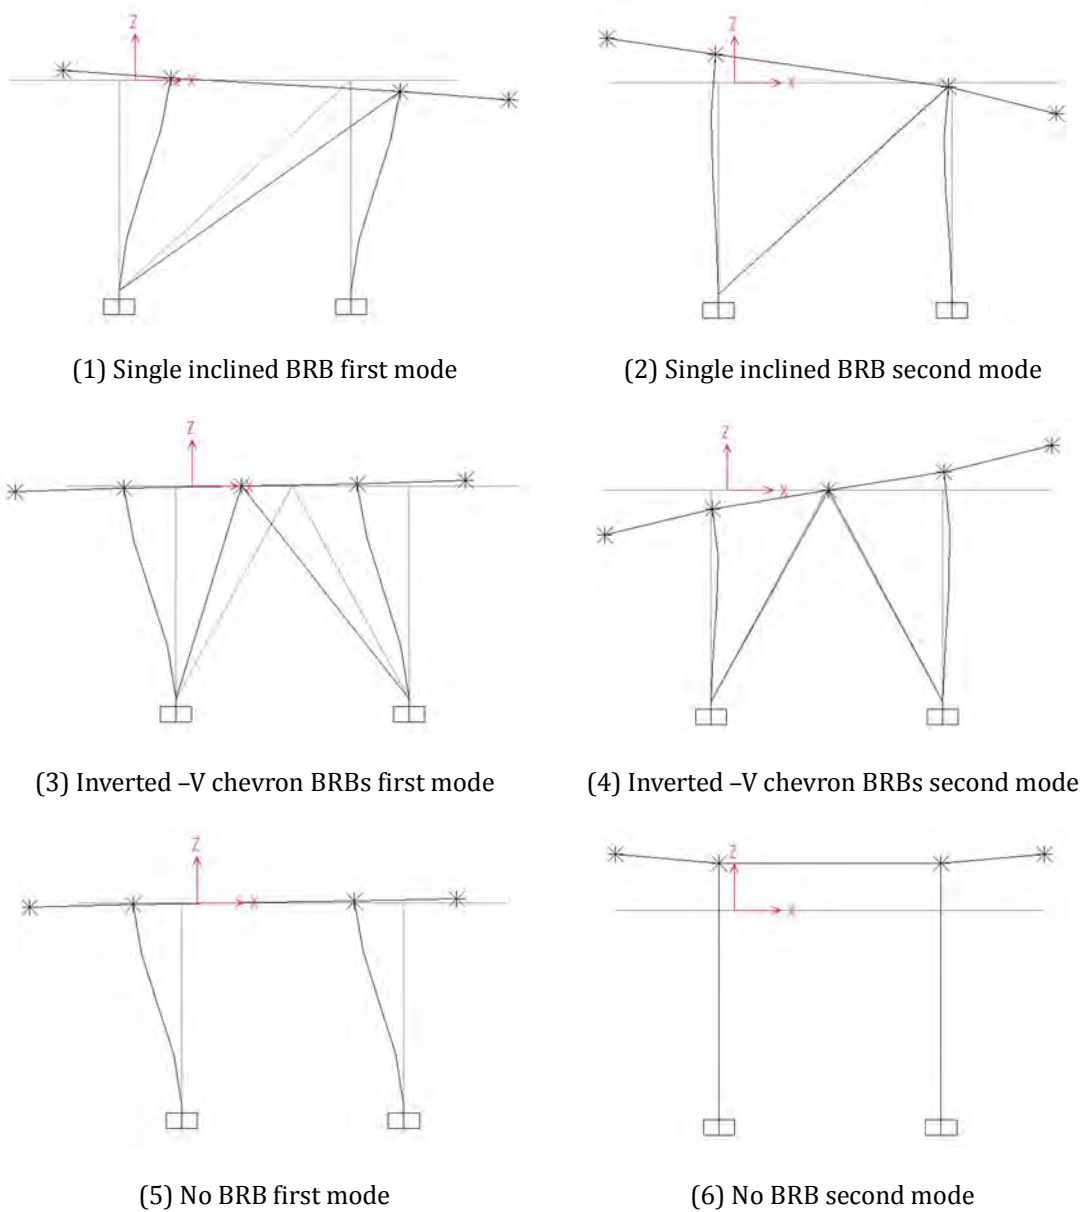 Z
X
(1) Single inclined BRB first mode
Z
X
(2) Single inclined BRB second mode
Z
X
(3) Inverted –V chevron BRBs first mode
Z
X
(4) Inverted –V chevron BRBs second mode
Z
X
(5) No BRB first mode
Z
X
(6) No BRB second mode